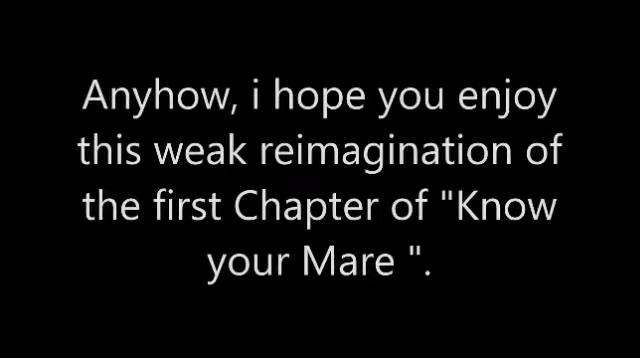 Anyhow, i hope you enjoy
this weak reimagination of
the first Chapter of "Know
your Mare ".